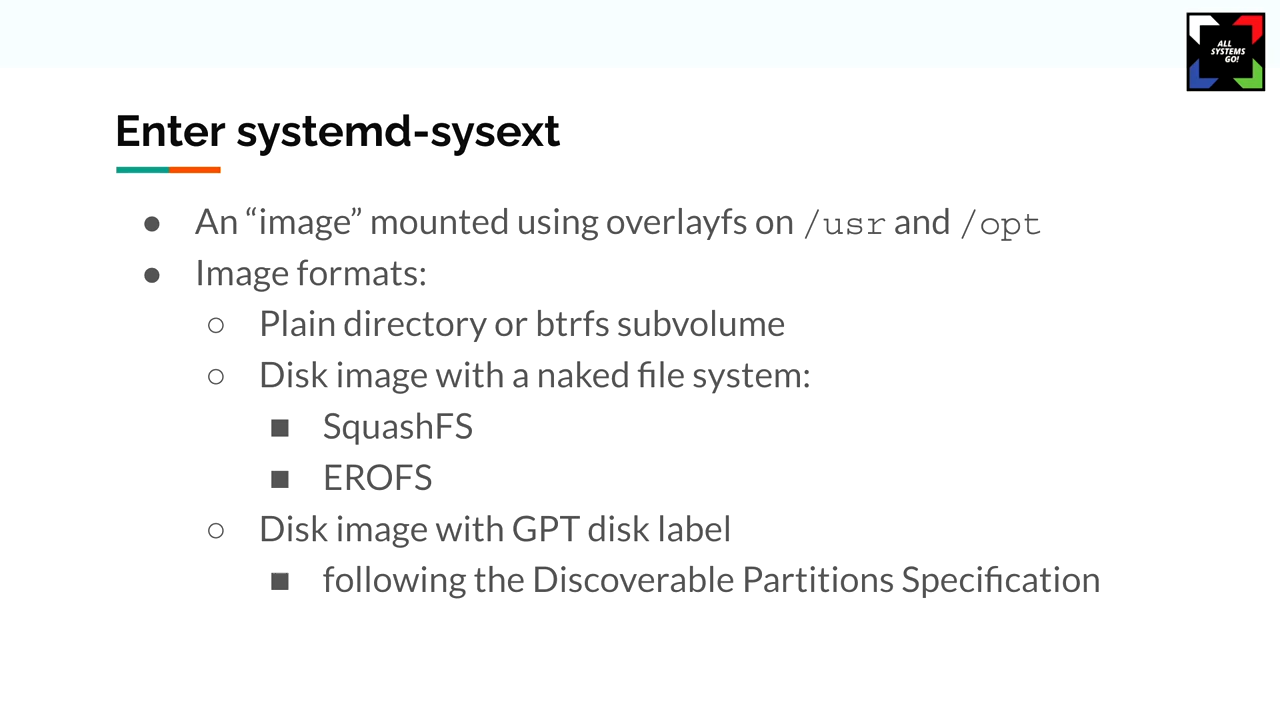 ALL
SYSTEMS
GO!
Enter systemd-sysext
● An “image” mounted using overlayfs on /usr and /opt
● Image formats:
○ Plain directory or btrfs subvolume
○ Disk image with a naked file system:
■ SquashFS
■ EROFS
○ Disk image with GPT disk label
■ following the Discoverable Partitions Specification